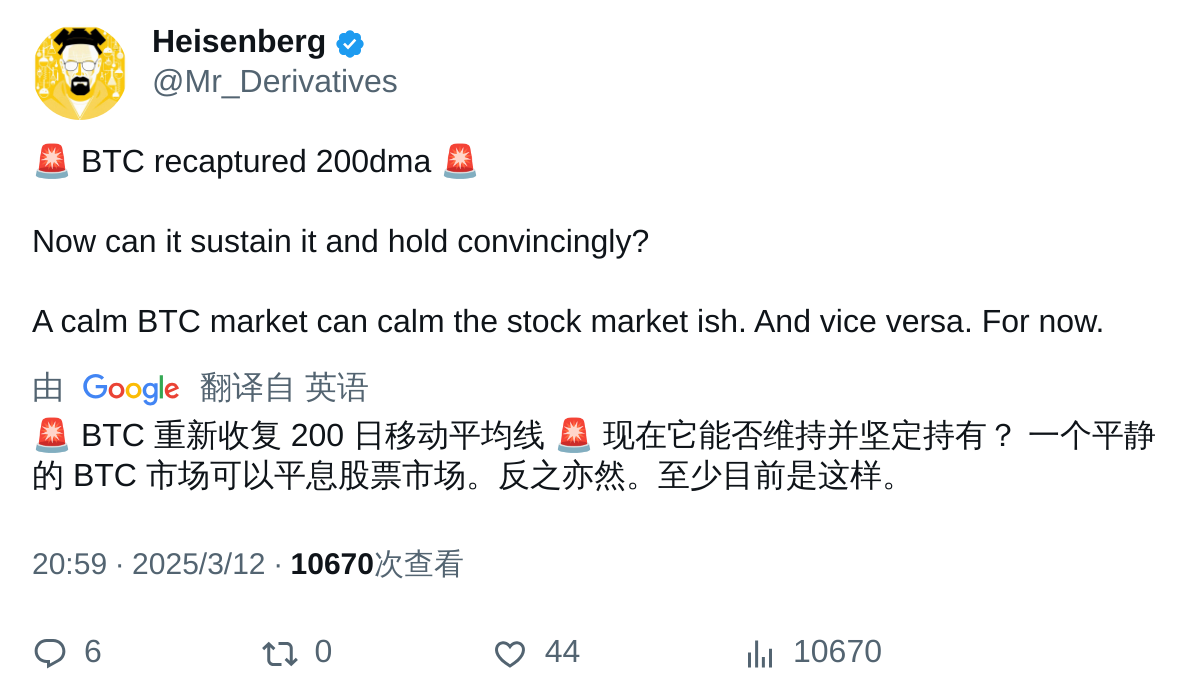 Heisenberg
@Mr_Derivatives
🚨 BTC recaptured 200dma 🚨
Now can it sustain it and hold convincingly?
A calm BTC market can calm the stock market ish. And vice versa. For now.
由 Google 翻译自 英语
🚨 BTC 重新收复 200 日移动平均线 🚨 现在它能否维持并坚定持有？ 一个平静
的 BTC 市场可以平息股票市场。反之亦然。至少目前是这样。
20:59 · 2025/3/12 · 10670次查看
6 0 44 10670